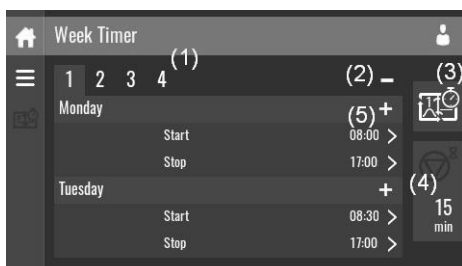 Week Timer
(1)
1 2 3 4
(2) –
(3)
Monday
(5) +
Start 08:00 >
Stop 17:00 >
Tuesday +
(4)
Start 08:30 >
15
min
Stop 17:00 >